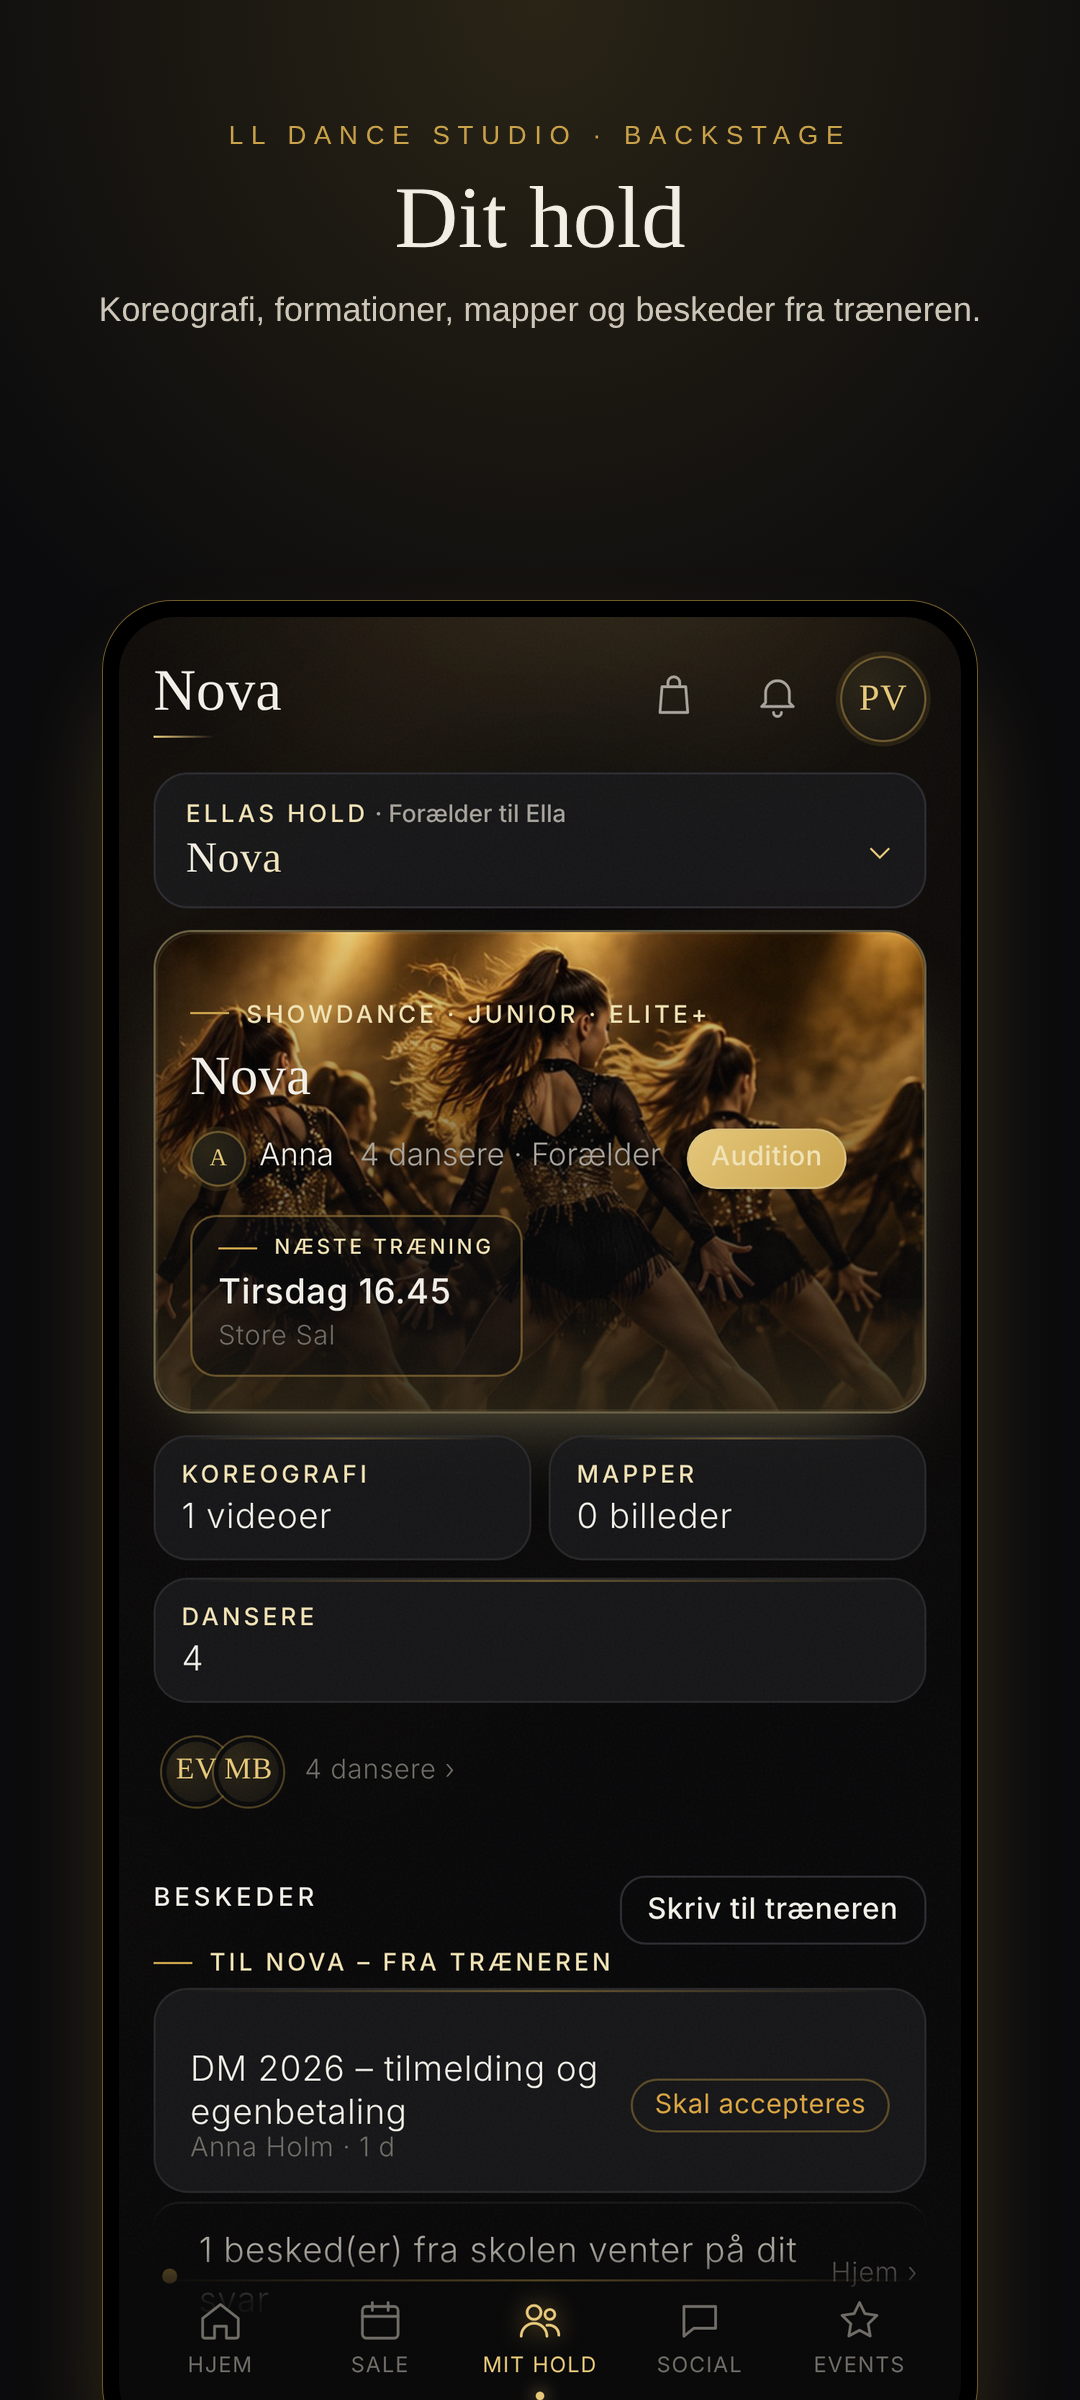 LL DANCE STUDIO · BACKSTAGE
Dit hold
Koreografi, formationer, mapper og beskeder fra træneren.
Nova
PV
ELLAS HOLD · Forælder til Ella
Nova
SHOWDANCE · JUNIOR · ELITE+
Nova
A Anna 4 dansere · Forælder Audition
NÆSTE TRÆNING
Tirsdag 16.45
Store Sal
KOREOGRAFI
1 videoer
MAPPER
0 billeder
DANSERE
4
EV MB 4 dansere ›
BESKEDER
Skriv til træneren
TIL NOVA – FRA TRÆNEREN
DM 2026 – tilmelding og
egenbetaling
Anna Holm · 1 d
Skal accepteres
1 besked(er) fra skolen venter på dit
svar
Hjem ›
HJEM
SALE
MIT HOLD
SOCIAL
EVENTS